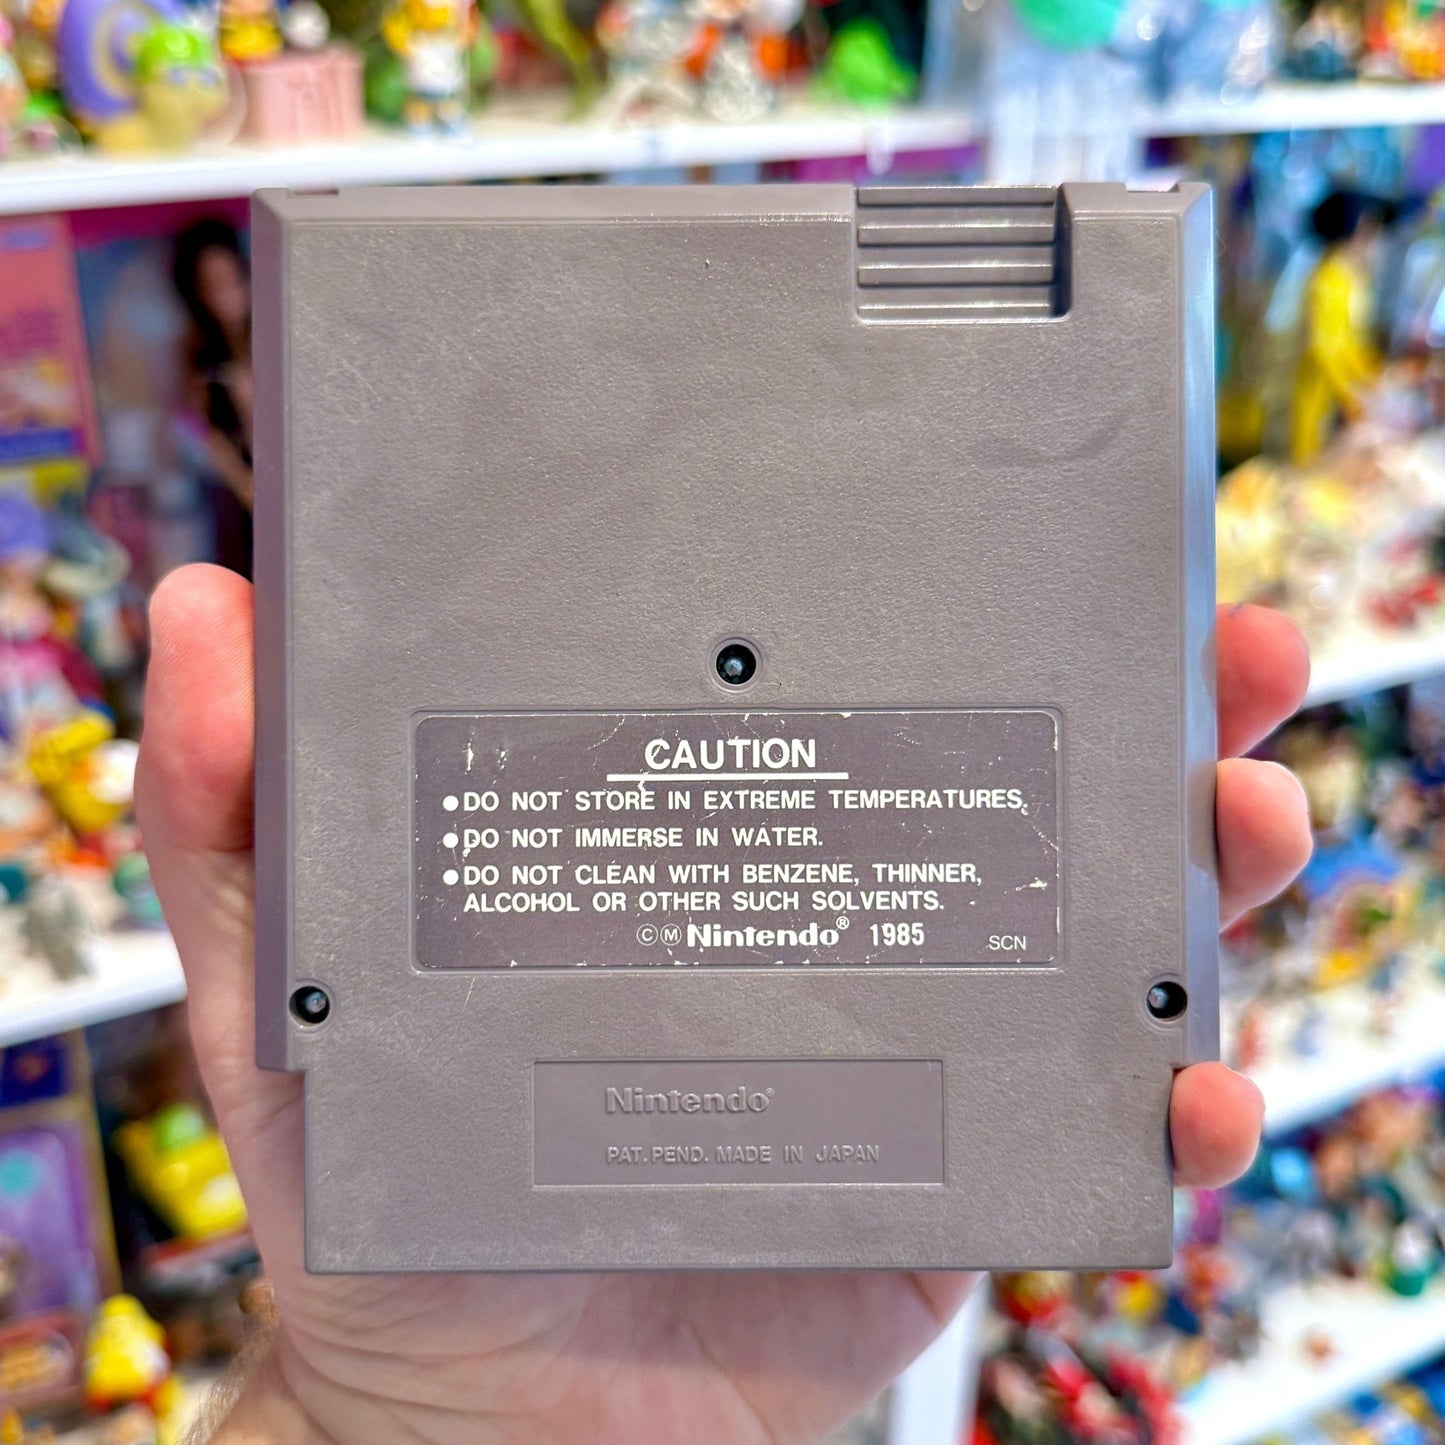 CAUTION
●DO NOT STORE IN EXTREME TEMPERATURES.
●DO NOT IMMERSE IN WATER.
●DO NOT CLEAN WITH BENZENE, THINNER,
ALCOHOL OR OTHER SUCH SOLVENTS.
©Ⓜ Nintendo® 1985 SCN
Nintendo®
PAT. PEND. MADE IN JAPAN